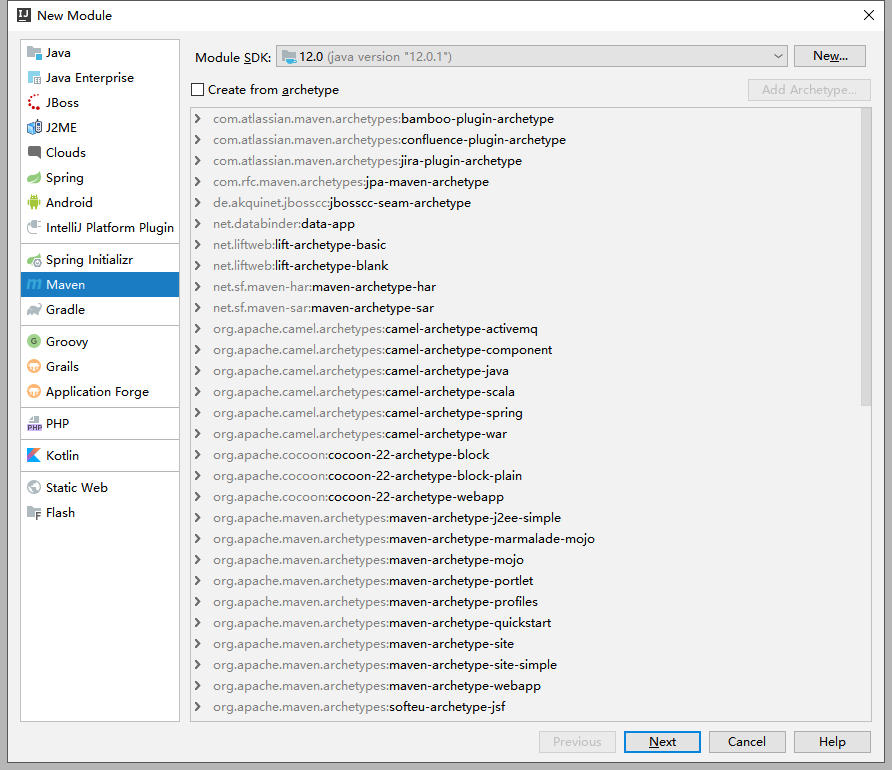 New Module
Java
Java Enterprise
JBoss
J2ME
Clouds
Spring
Android
IntelliJ Platform Plugin
Spring Initializr
Maven
Gradle
Groovy
Grails
Application Forge
PHP
Kotlin
Static Web
Flash
Module SDK: 12.0 (java version "12.0.1") New...
Create from archetype Add Archetype...
com.atlassian.maven.archetypes:bamboo-plugin-archetype
com.atlassian.maven.archetypes:confluence-plugin-archetype
com.atlassian.maven.archetypes:jira-plugin-archetype
com.rfc.maven.archetypes:jpa-maven-archetype
de.akquinet.jbosscc:jbosscc-seam-archetype
net.databinder:data-app
net.liftweb:lift-archetype-basic
net.liftweb:lift-archetype-blank
net.sf.maven-har:maven-archetype-har
net.sf.maven-sar:maven-archetype-sar
org.apache.camel.archetypes:camel-archetype-activemq
org.apache.camel.archetypes:camel-archetype-component
org.apache.camel.archetypes:camel-archetype-java
org.apache.camel.archetypes:camel-archetype-scala
org.apache.camel.archetypes:camel-archetype-spring
org.apache.camel.archetypes:camel-archetype-war
org.apache.cocoon:cocoon-22-archetype-block
org.apache.cocoon:cocoon-22-archetype-block-plain
org.apache.cocoon:cocoon-22-archetype-webapp
org.apache.maven.archetypes:maven-archetype-j2ee-simple
org.apache.maven.archetypes:maven-archetype-marmalade-mojo
org.apache.maven.archetypes:maven-archetype-mojo
org.apache.maven.archetypes:maven-archetype-portlet
org.apache.maven.archetypes:maven-archetype-profiles
org.apache.maven.archetypes:maven-archetype-quickstart
org.apache.maven.archetypes:maven-archetype-site
org.apache.maven.archetypes:maven-archetype-site-simple
org.apache.maven.archetypes:maven-archetype-webapp
org.apache.maven.archetypes:softeu-archetype-jsf
Previous Next Cancel Help